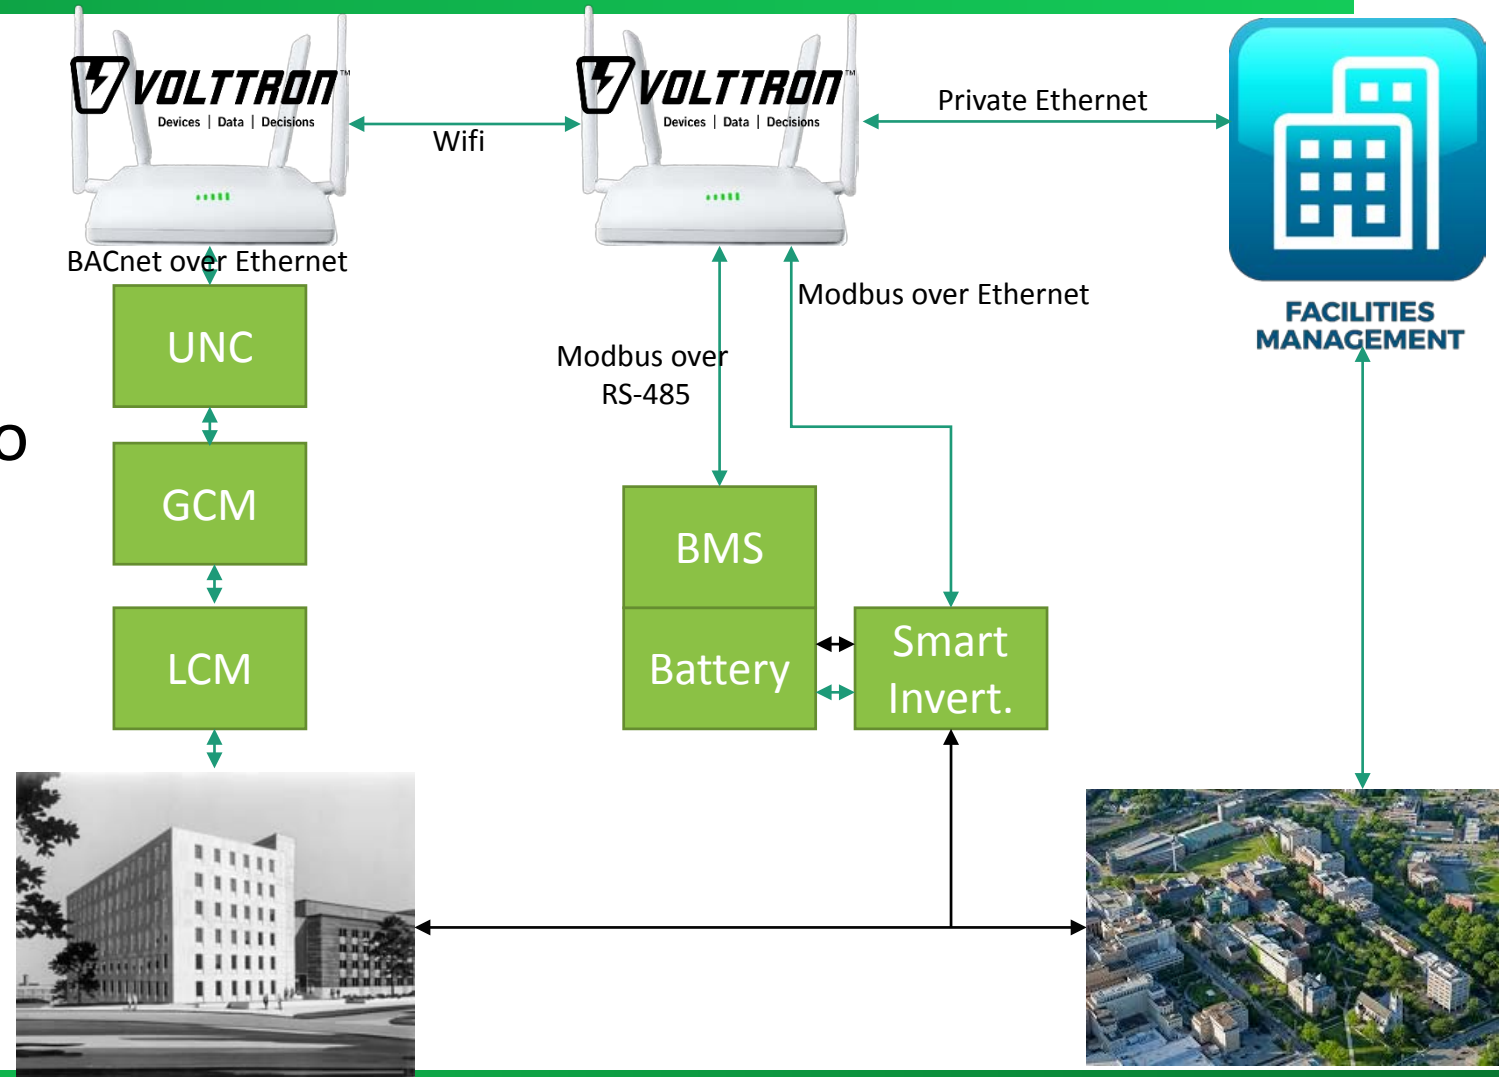 VOLTTRON™
Devices | Data | Decisions
VOLTTRON™
Devices | Data | Decisions
Private Ethernet
Wifi
BACnet over Ethernet
Modbus over Ethernet
FACILITIES
MANAGEMENT
UNC
Modbus over
RS-485
o
GCM
BMS
LCM
Battery
Smart
Invert.